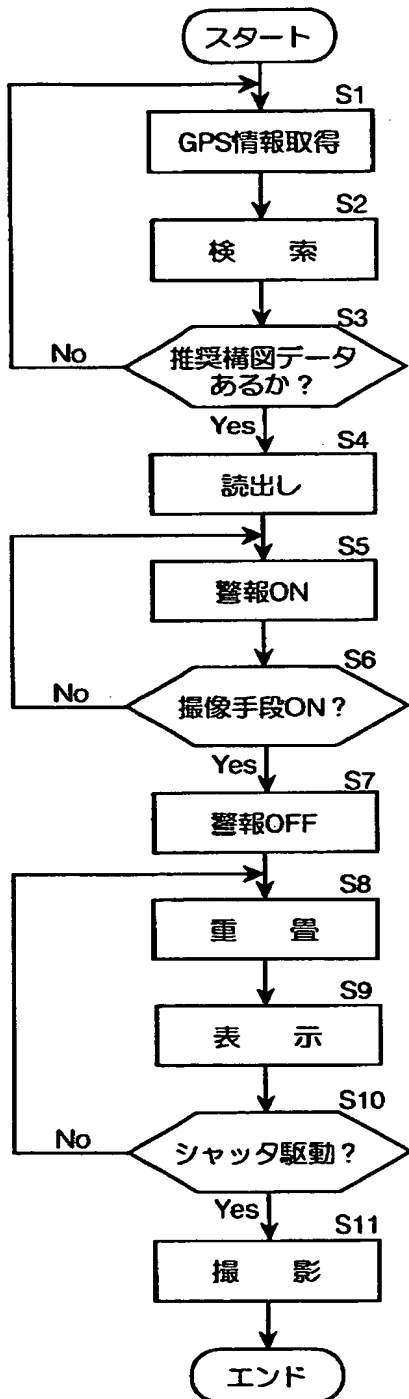 スタート
S1
GPS情報取得
S2
検　索
S3
推奨構図データ
あるか？
No
Yes
S4
読出し
S5
警報ON
S6
撮像手段ON？
No
Yes
S7
警報OFF
S8
重　畳
S9
表　示
S10
シャッタ駆動？
No
Yes
S11
撮　影
エンド